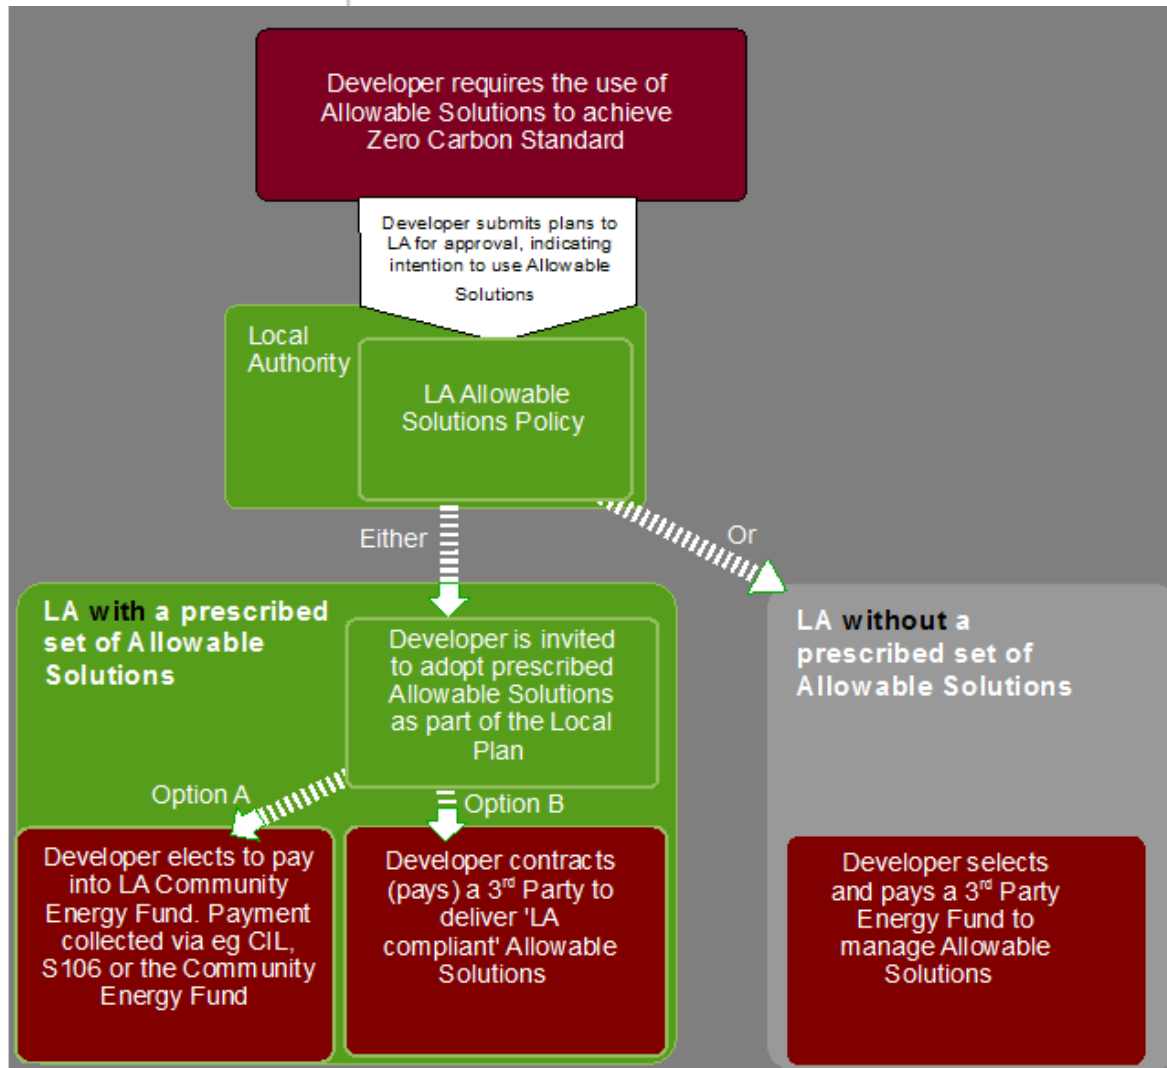 Developer requires the use of
Allowable Solutions to achieve
Zero Carbon Standard
Developer submits plans to
LA for approval, indicating
intention to use Allowable
Solutions
Local
Authority
LA Allowable
Solutions Policy
Either
Or
LA with a prescribed
set of Allowable
Solutions
Developer is invited
to adopt prescribed
Allowable Solutions
as part of the Local
Plan
LA without a
prescribed set of
Allowable Solutions
Option A
Option B
Developer elects to pay
into LA Community
Energy Fund. Payment
collected via eg CIL,
S106 or the Community
Energy Fund
Developer contracts
(pays) a 3rd Party to
deliver 'LA
compliant' Allowable
Solutions
Developer selects
and pays a 3rd Party
Energy Fund to
manage Allowable
Solutions